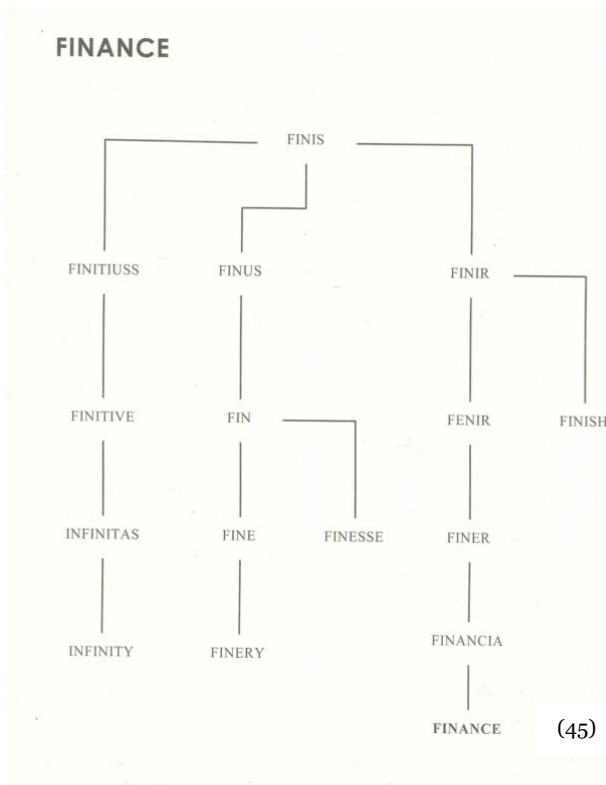 FINANCE
FINIS
FINITIUSS FINUS FINIR
FINITIVE FIN FENIR FINISH
INFINITAS FINE FINESSE FINER
INFINITY FINERY FINANCIA
FINANCE (45)